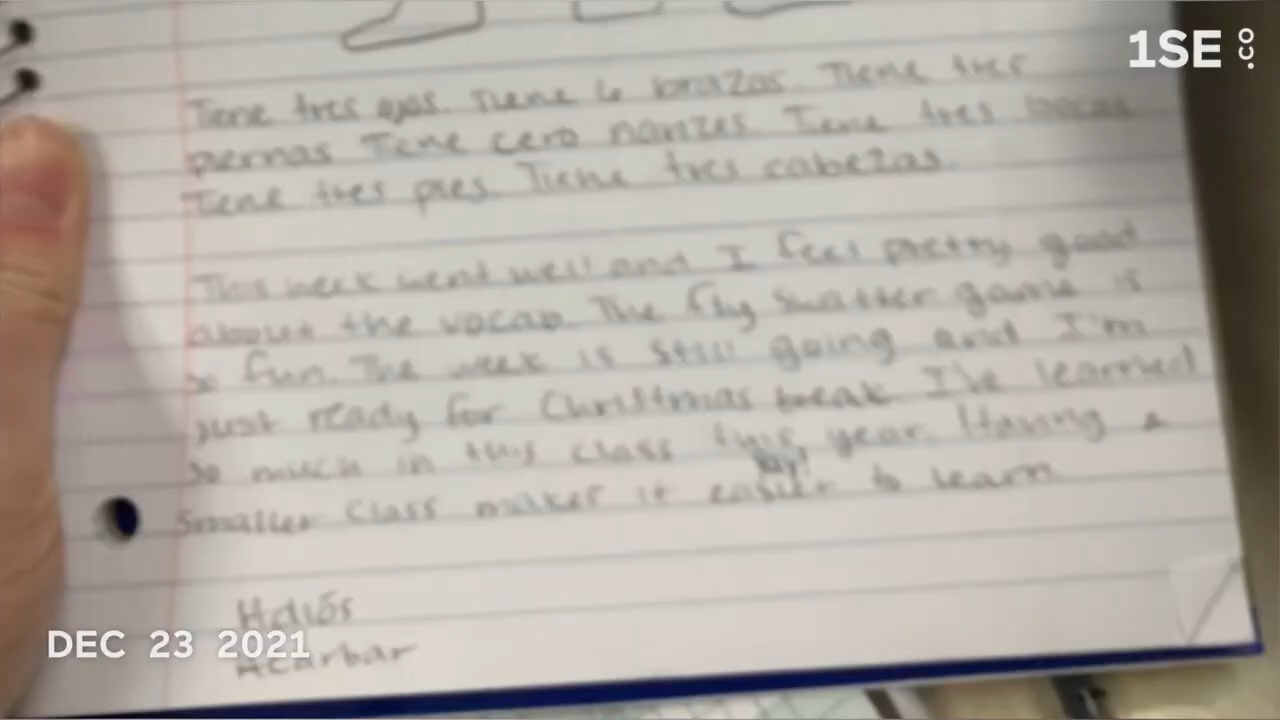 1SE
.CO
Tiene tres ojos. Tiene 6 brazos. Tiene tres
piernas Tiene cero narizes. Tiene tres bocas
Tiene tres pies. Tiene tres cabezas.
This week went well and I feel pretty good
about the vocab. The fly swatter game is
so fun. The week is still going and I'm
just ready for Christmas break I've learned
so much in this class this year. Having a
smaller class makes it easier to learn
Adiós
DEC 23 2021